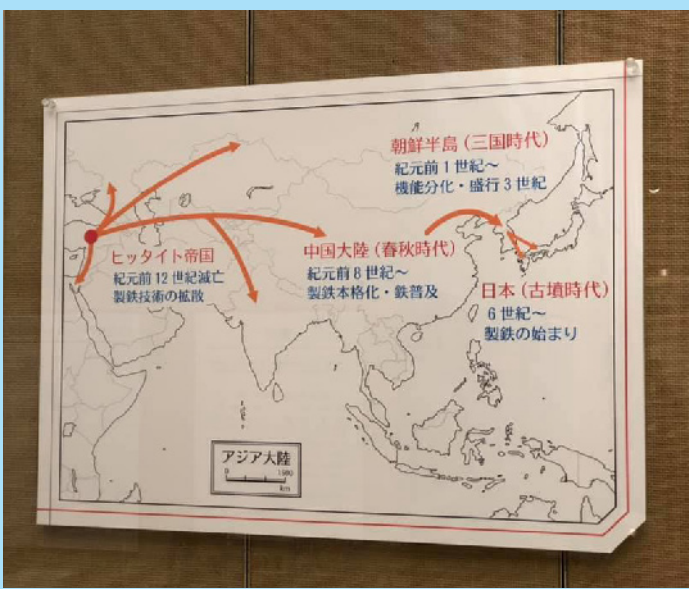 朝鮮半島（三国時代）
紀元前1世紀～
機能分化・盛行3世紀
ヒッタイト帝国
紀元前12世紀滅亡
製鉄技術の拡散
中国大陸（春秋時代）
紀元前8世紀～
製鉄本格化・鉄普及
日本（古墳時代）
6世紀～
製鉄の始まり
アジア大陸
0 1500
km